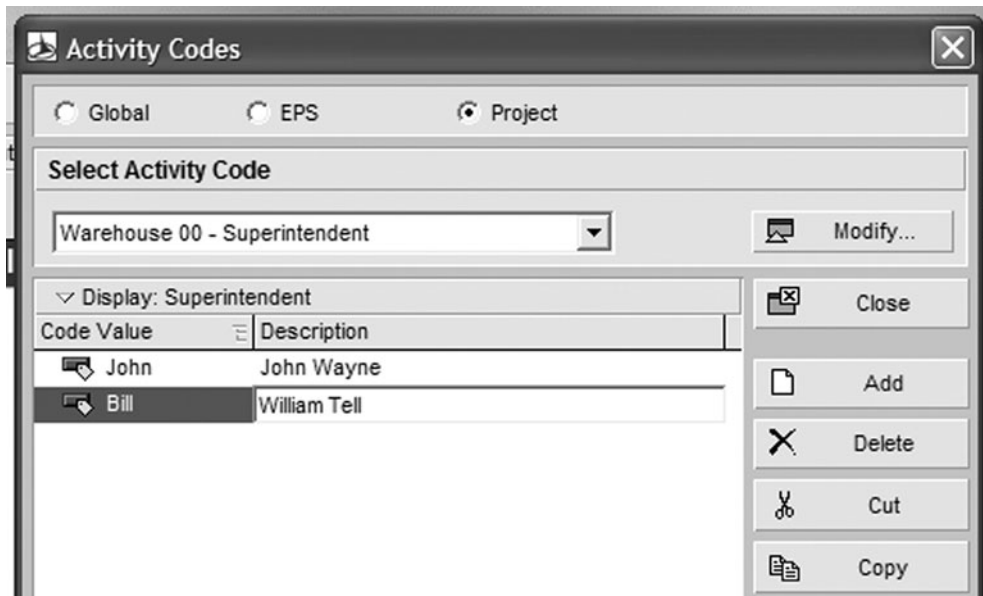 Activity Codes
Global EPS Project
Select Activity Code
Warehouse 00 - Superintendent
Modify...
Display: Superintendent
Close
Code Value Description
John John Wayne
Add
Bill William Tell
Delete
Cut
Copy